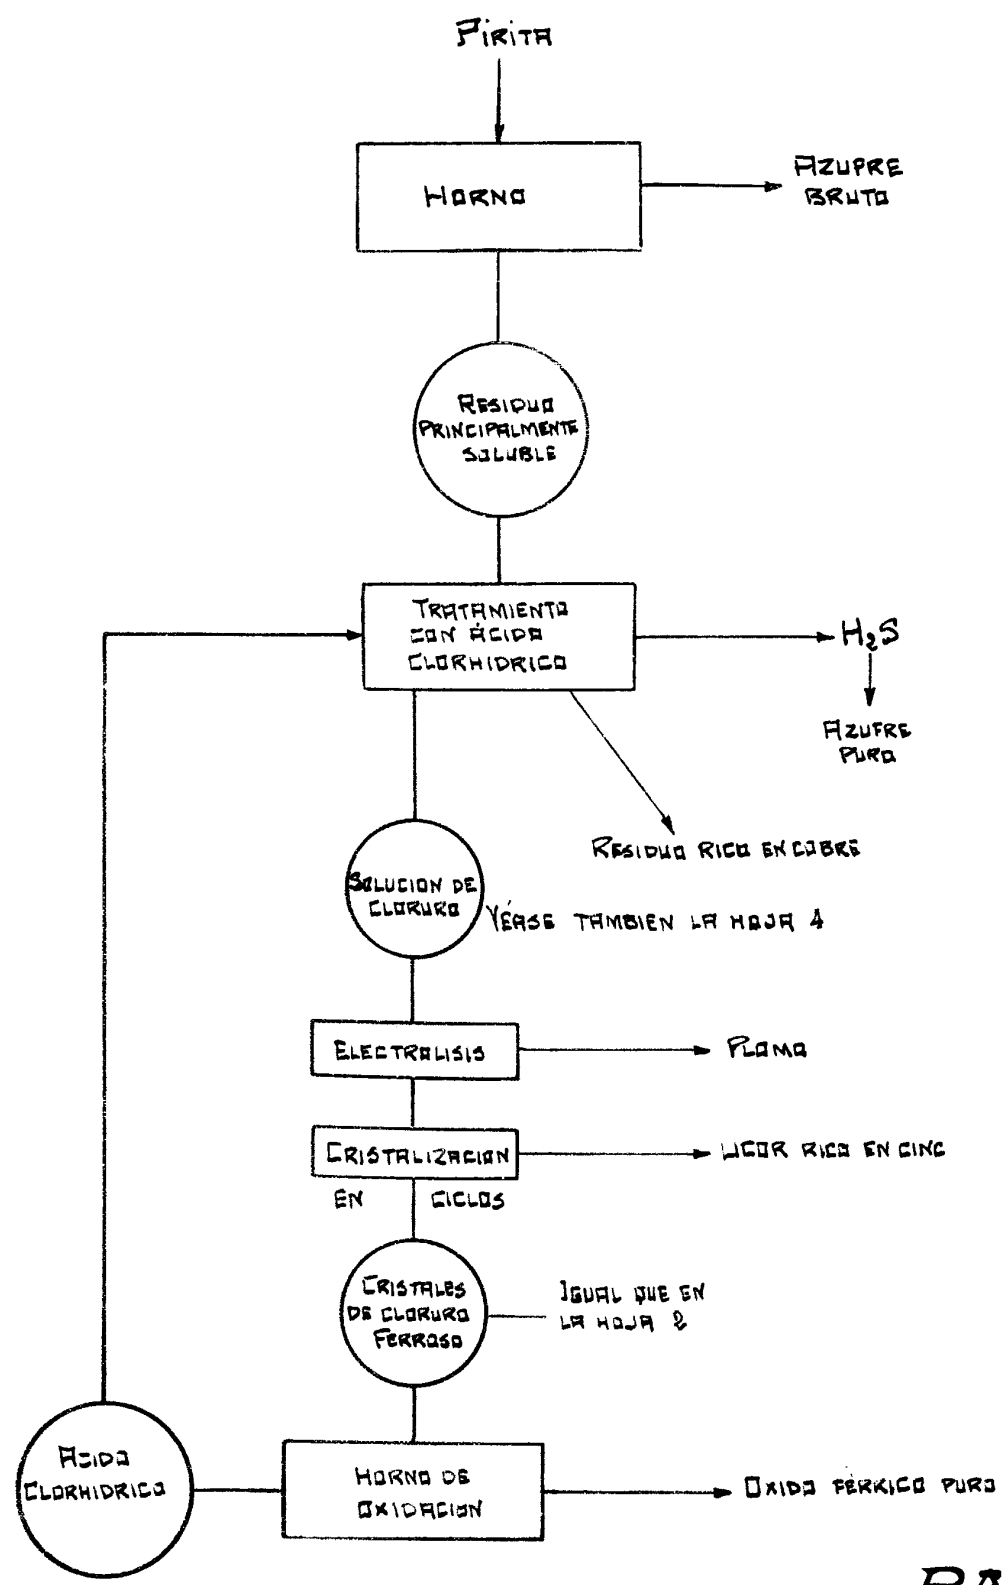 PIRITA
HORNO
AZUFRE
BRUTO
RESIDUO
PRINCIPALMENTE
SOLUBLE
TRATAMIENTO
CON ÁCIDO
CLORHIDRICO
H₂S
AZUFRE
PURO
RESIDUO RICO EN COBRE
SOLUCION DE
CLORURO
VÉASE TAMBIEN LA HOJA 4
ELECTROLISIS
PLOMO
CRISTALIZACION
EN CICLOS
LICOR RICO EN CINC
CRISTALES
DE CLORURO
FERROSO
IGUAL QUE EN
LA HOJA 2
ACIDO
CLORHIDRICO
HORNO DE
OXIDACION
OXIDO FÉRRICO PURO